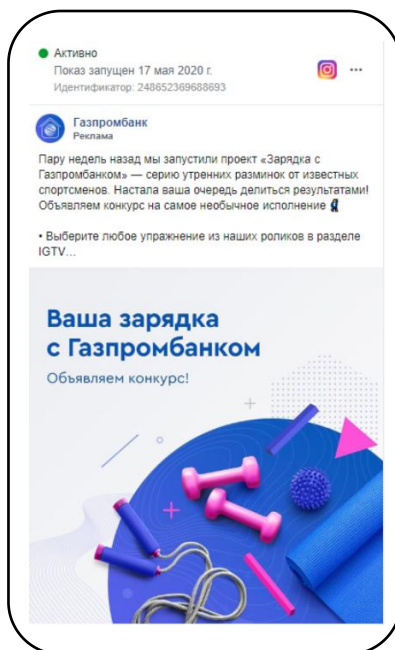 Активно
Показ запущен 17 мая 2020 г.
Идентификатор: 248652369688693
Газпромбанк
Реклама
Пару недель назад мы запустили проект «Зарядка с
Газпромбанком» — серию утренних разминок от известных
спортсменов. Настала ваша очередь делиться результатами!
Объявляем конкурс на самое необычное исполнение
• Выберите любое упражнение из наших роликов в разделе
IGTV...
Ваша зарядка
с Газпромбанком
Объявляем конкурс!